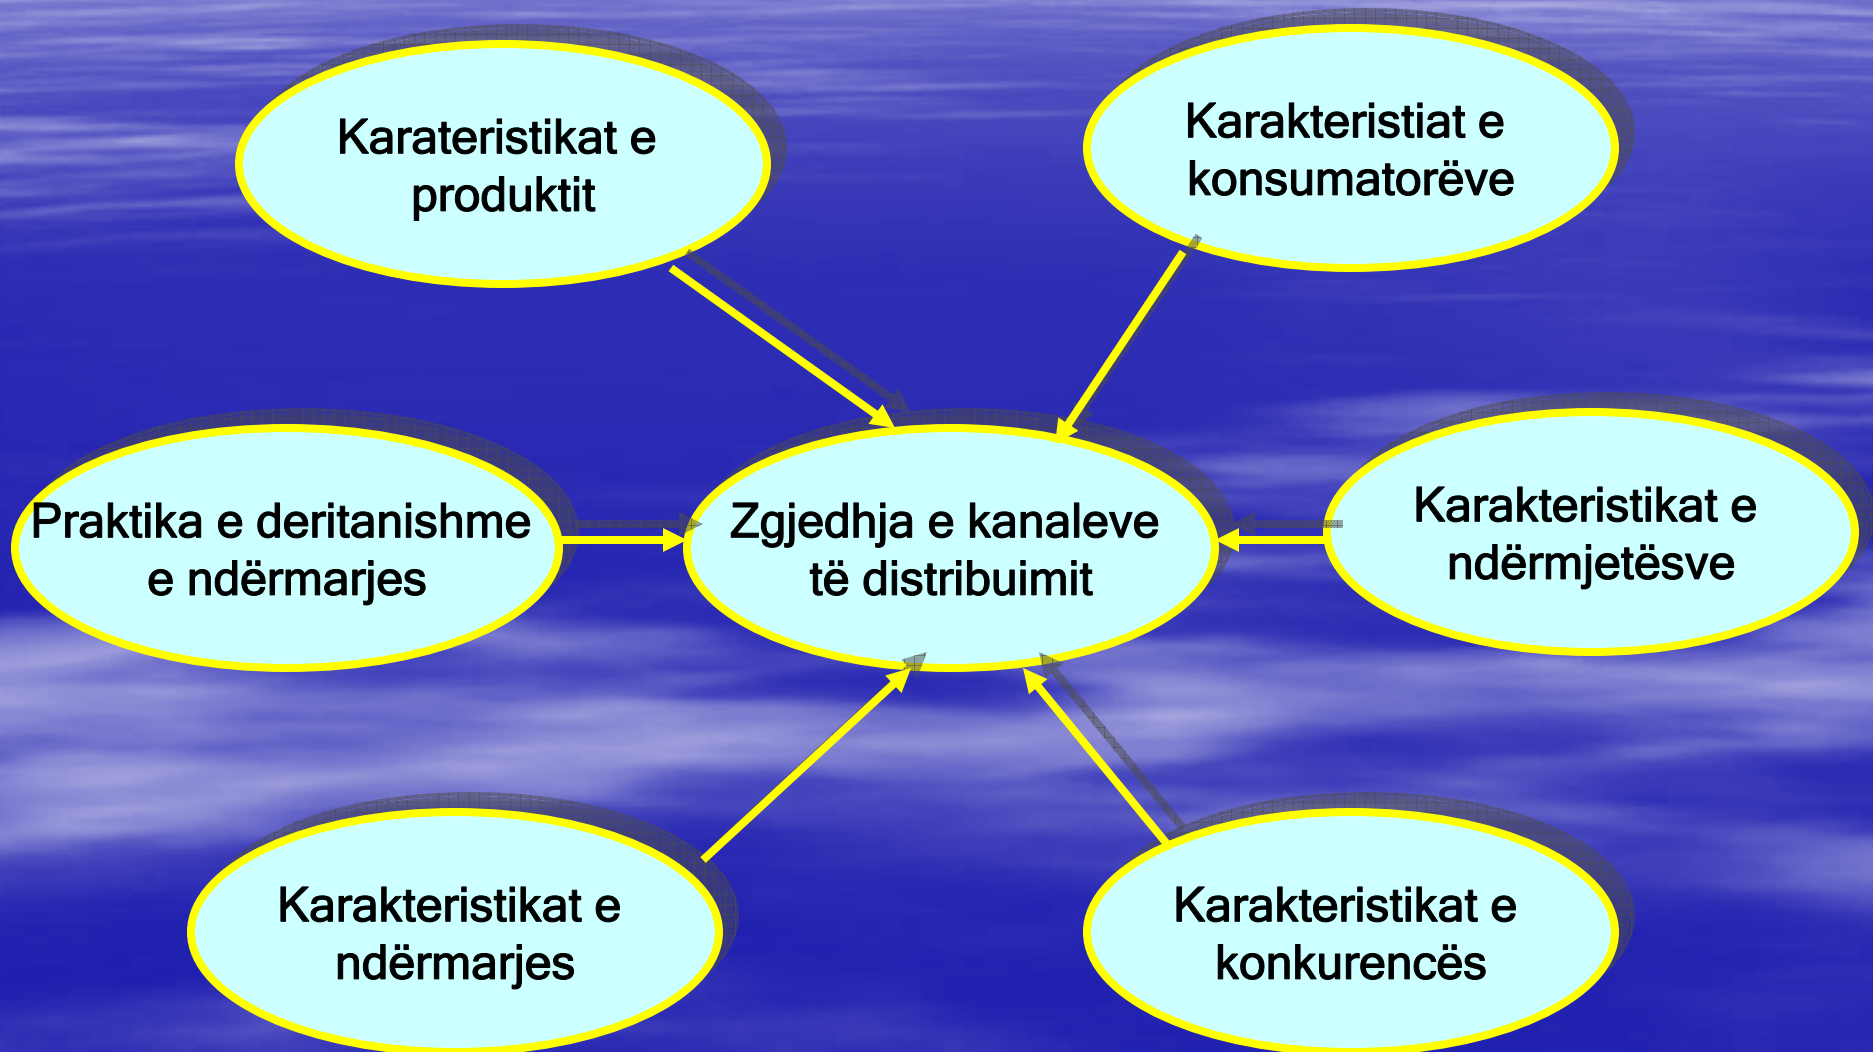 Karateristikat e
produktit
Karakteristiat e
konsumatorëve
Praktika e deritanishme
e ndërmarjes
Zgjedhja e kanaleve
të distribuimit
Karakteristikat e
ndërmjetësve
Karakteristikat e
ndërmarjes
Karakteristikat e
konkurencës